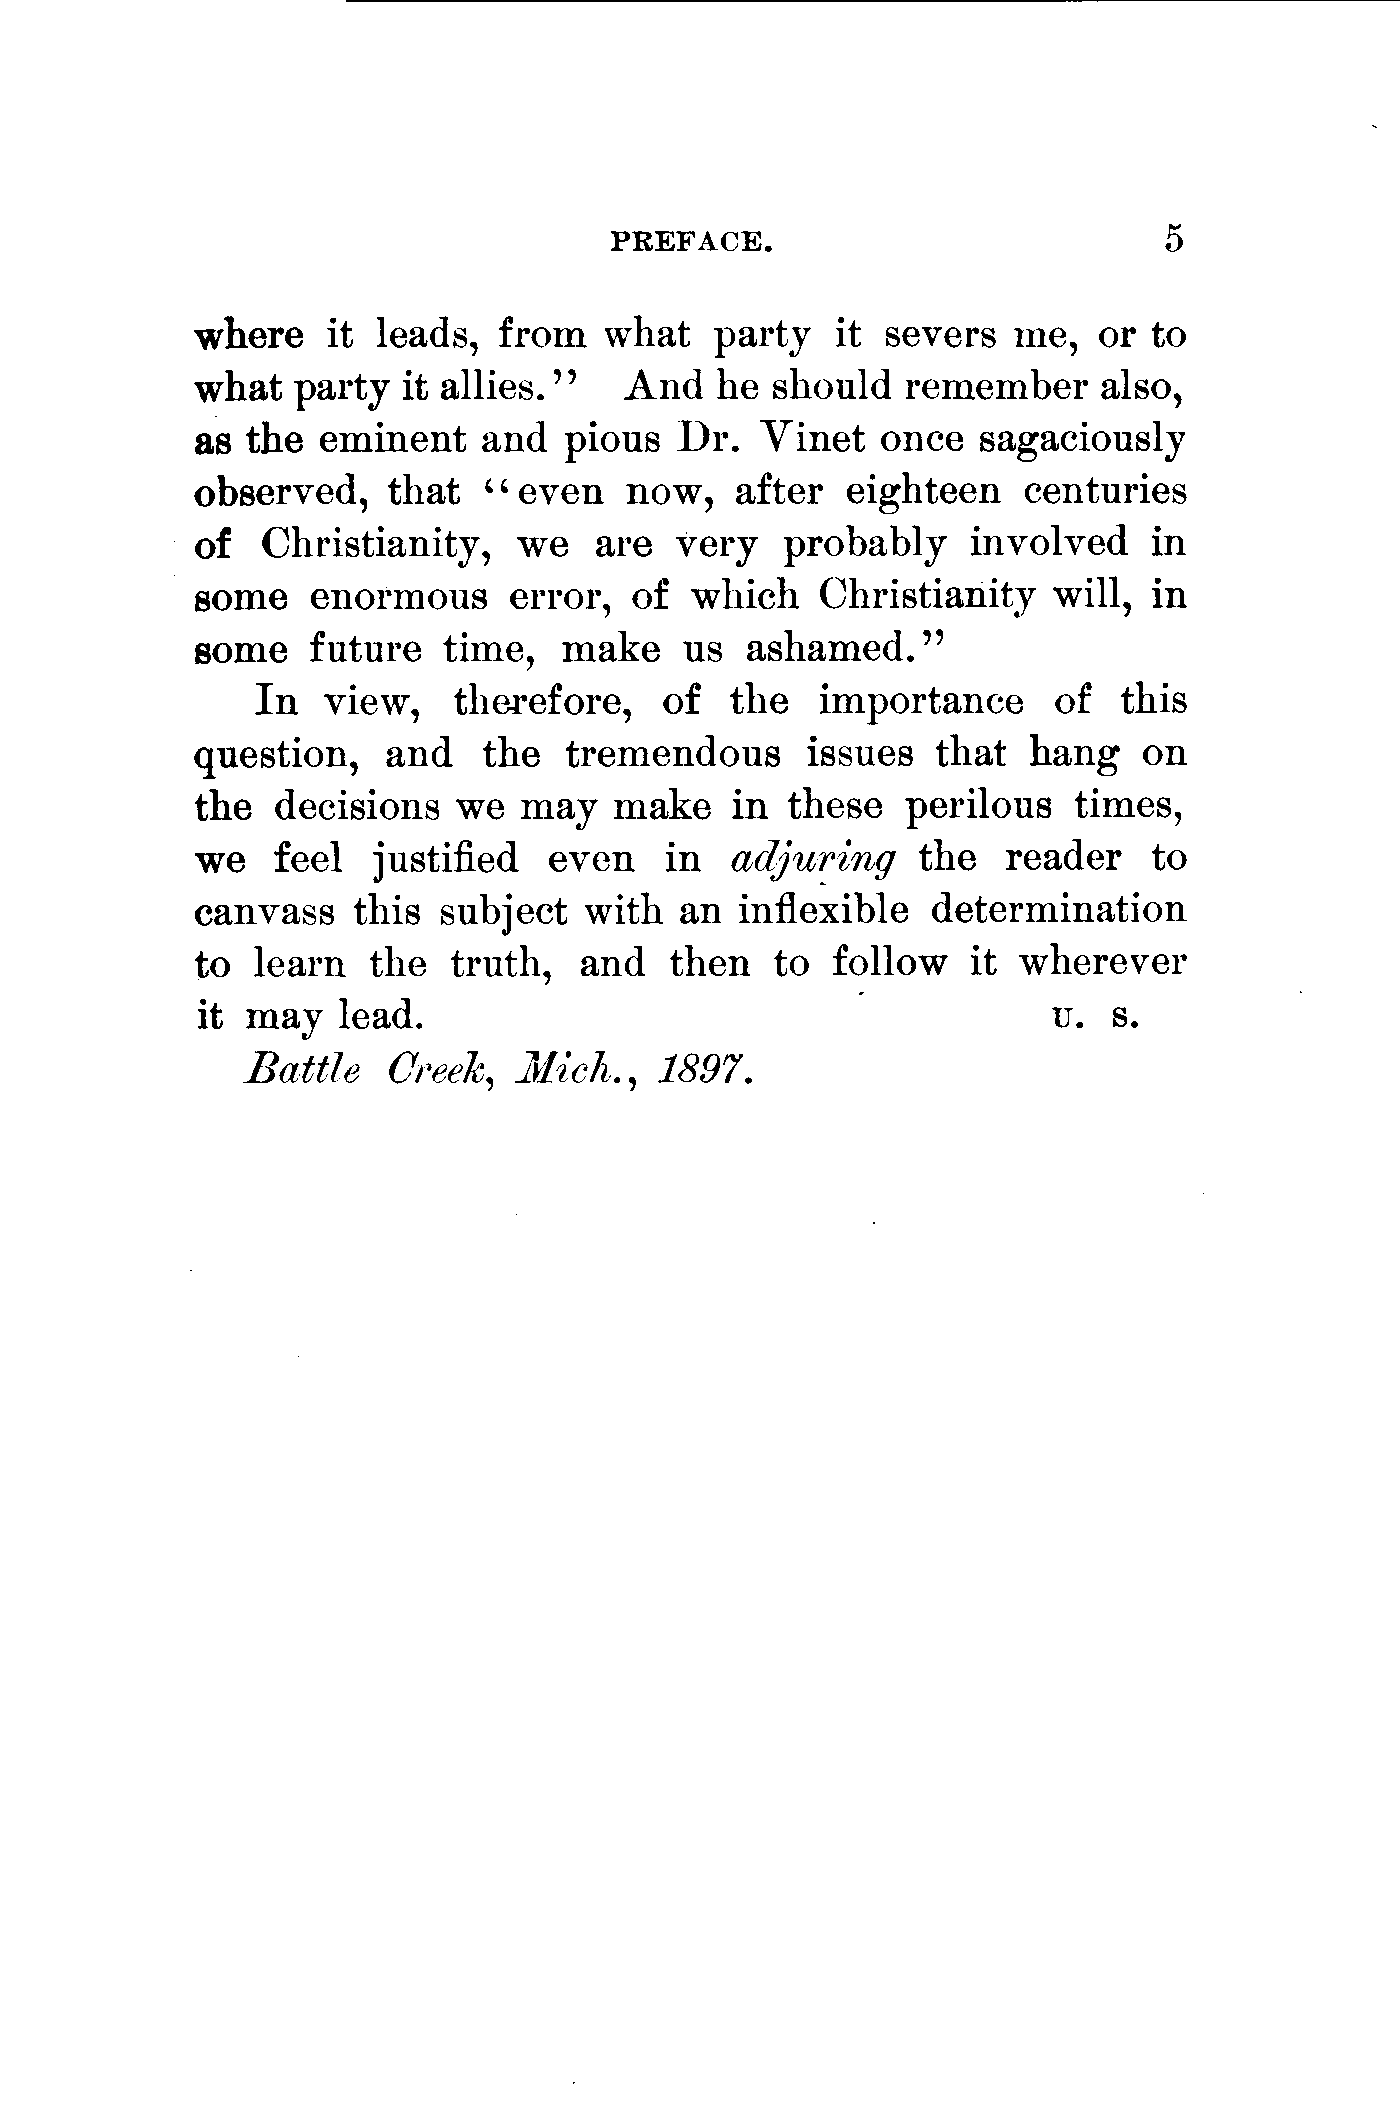 PREFACE. 5
where it leads, from what party it severs me, or to
what party it allies.” And he should remember also,
as the eminent and pious Dr. Vinet once sagaciously
observed, that “even now, after eighteen centuries
of Christianity, we are very probably involved in
some enormous error, of which Christianity will, in
some future time, make us ashamed.”
In view, therefore, of the importance of this
question, and the tremendous issues that hang on
the decisions we may make in these perilous times,
we feel justified even in adjuring the reader to
canvass this subject with an inflexible determination
to learn the truth, and then to follow it wherever
it may lead. U. S.
Battle Creek, Mich., 1897.